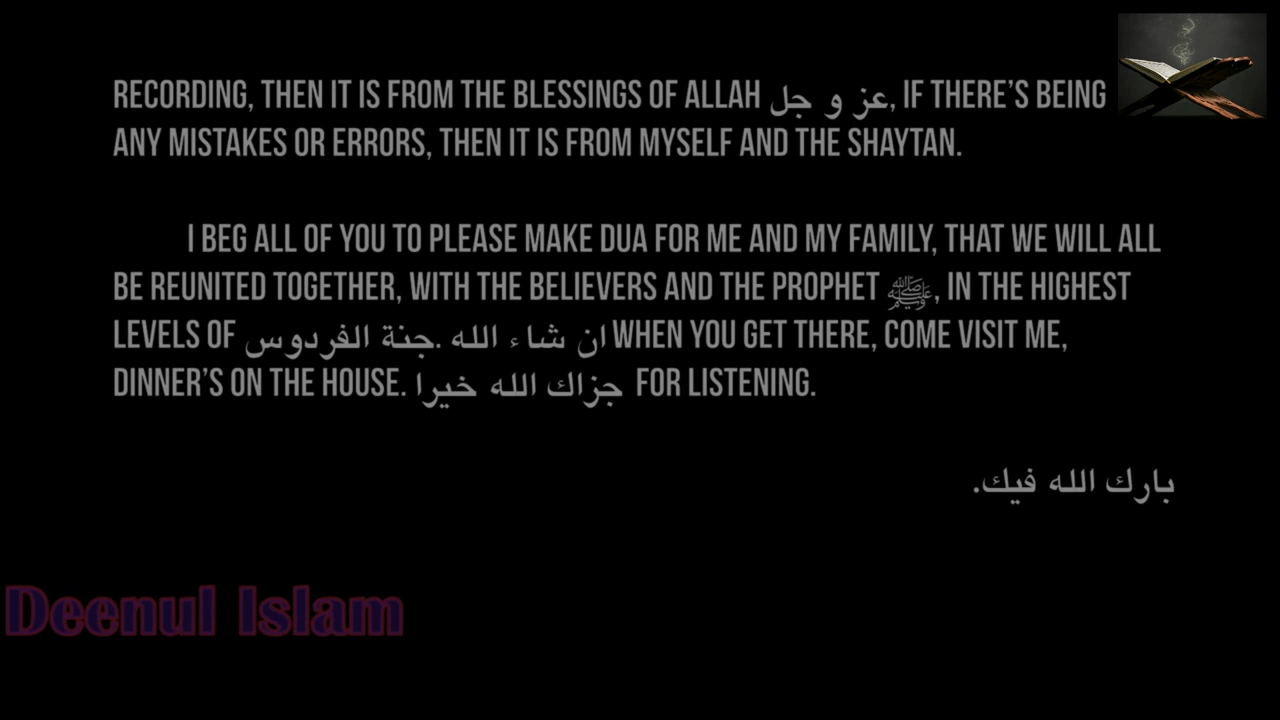 RECORDING, THEN IT IS FROM THE BLESSINGS OF ALLAH عز و جل, IF THERE'S BEING
ANY MISTAKES OR ERRORS, THEN IT IS FROM MYSELF AND THE SHAYTAN.
I BEG ALL OF YOU TO PLEASE MAKE DUA FOR ME AND MY FAMILY, THAT WE WILL ALL
BE REUNITED TOGETHER, WITH THE BELIEVERS AND THE PROPHET ﷺ, IN THE HIGHEST
LEVELS OF جنة الفردوس. ان شاء الله WHEN YOU GET THERE, COME VISIT ME,
DINNER'S ON THE HOUSE. جزاك الله خيرا FOR LISTENING.
بارك الله فيك.
Deenul Islam